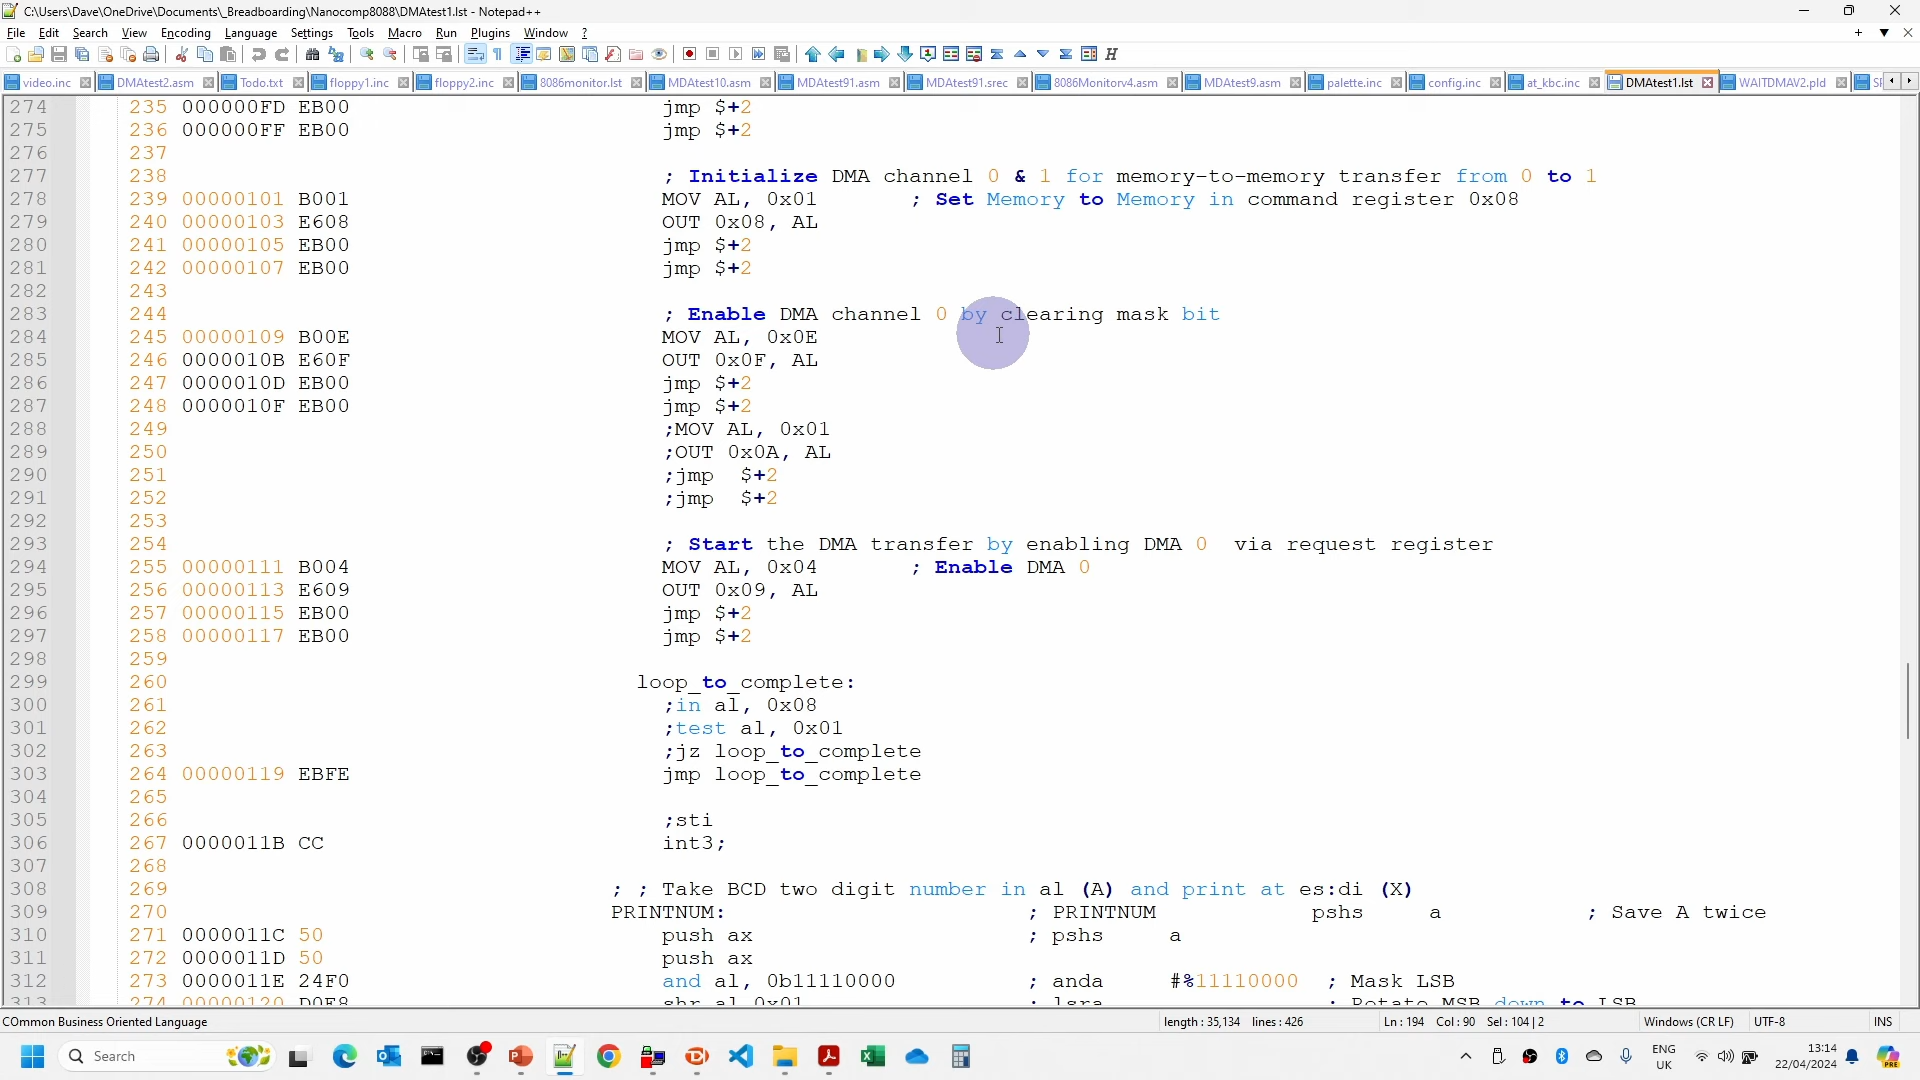 C:\Users\Dave\OneDrive\Documents\_Breadboarding\Nanocomp8088\DMAtest1.lst - Notepad++
File Edit Search View Encoding Language Settings Tools Macro Run Plugins Window ?
video.inc DMAtest2.asm Todo.txt floppy1.inc floppy2.inc 8086monitor.lst MDAtest10.asm MDAtest91.asm MDAtest91.srec 8086Monitorv4.asm MDAtest9.asm palette.inc config.inc at_kbc.inc DMAtest1.lst WAITDMAV2.pld
274 235 000000FD EB00 jmp $+2
275 236 000000FF EB00 jmp $+2
276 237
277 238 ; Initialize DMA channel 0 & 1 for memory-to-memory transfer from 0 to 1
278 239 00000101 B001 MOV AL, 0x01 ; Set Memory to Memory in command register 0x08
279 240 00000103 E608 OUT 0x08, AL
280 241 00000105 EB00 jmp $+2
281 242 00000107 EB00 jmp $+2
282 243
283 244 ; Enable DMA channel 0 by clearing mask bit
284 245 00000109 B00E MOV AL, 0x0E
285 246 0000010B E60F OUT 0x0F, AL
286 247 0000010D EB00 jmp $+2
287 248 0000010F EB00 jmp $+2
288 249 ;MOV AL, 0x01
289 250 ;OUT 0x0A, AL
290 251 ;jmp $+2
291 252 ;jmp $+2
292 253
293 254 ; Start the DMA transfer by enabling DMA 0 via request register
294 255 00000111 B004 MOV AL, 0x04 ; Enable DMA 0
295 256 00000113 E609 OUT 0x09, AL
296 257 00000115 EB00 jmp $+2
297 258 00000117 EB00 jmp $+2
298 259
299 260 loop_to_complete:
300 261 ;in al, 0x08
301 262 ;test al, 0x01
302 263 ;jz loop_to_complete
303 264 00000119 EBFE jmp loop_to_complete
304 265
305 266 ;sti
306 267 0000011B CC int3;
307 268
308 269 ; ; Take BCD two digit number in al (A) and print at es:di (X)
309 270 PRINTNUM: ; PRINTNUM pshs a ; Save A twice
310 271 0000011C 50 push ax ; pshs a
311 272 0000011D 50 push ax
312 273 0000011E 24F0 and al, 0b11110000 ; anda #%11110000 ; Mask LSB
313 274 00000120 D0E8 shr al 0x01 ; lsra ; Rotate MSB down to LSB
COmmon Business Oriented Language length : 35,134 lines : 426 Ln : 194 Col : 90 Sel : 104 | 2 Windows (CR LF) UTF-8 INS
Search ENG UK 13:14 22/04/2024